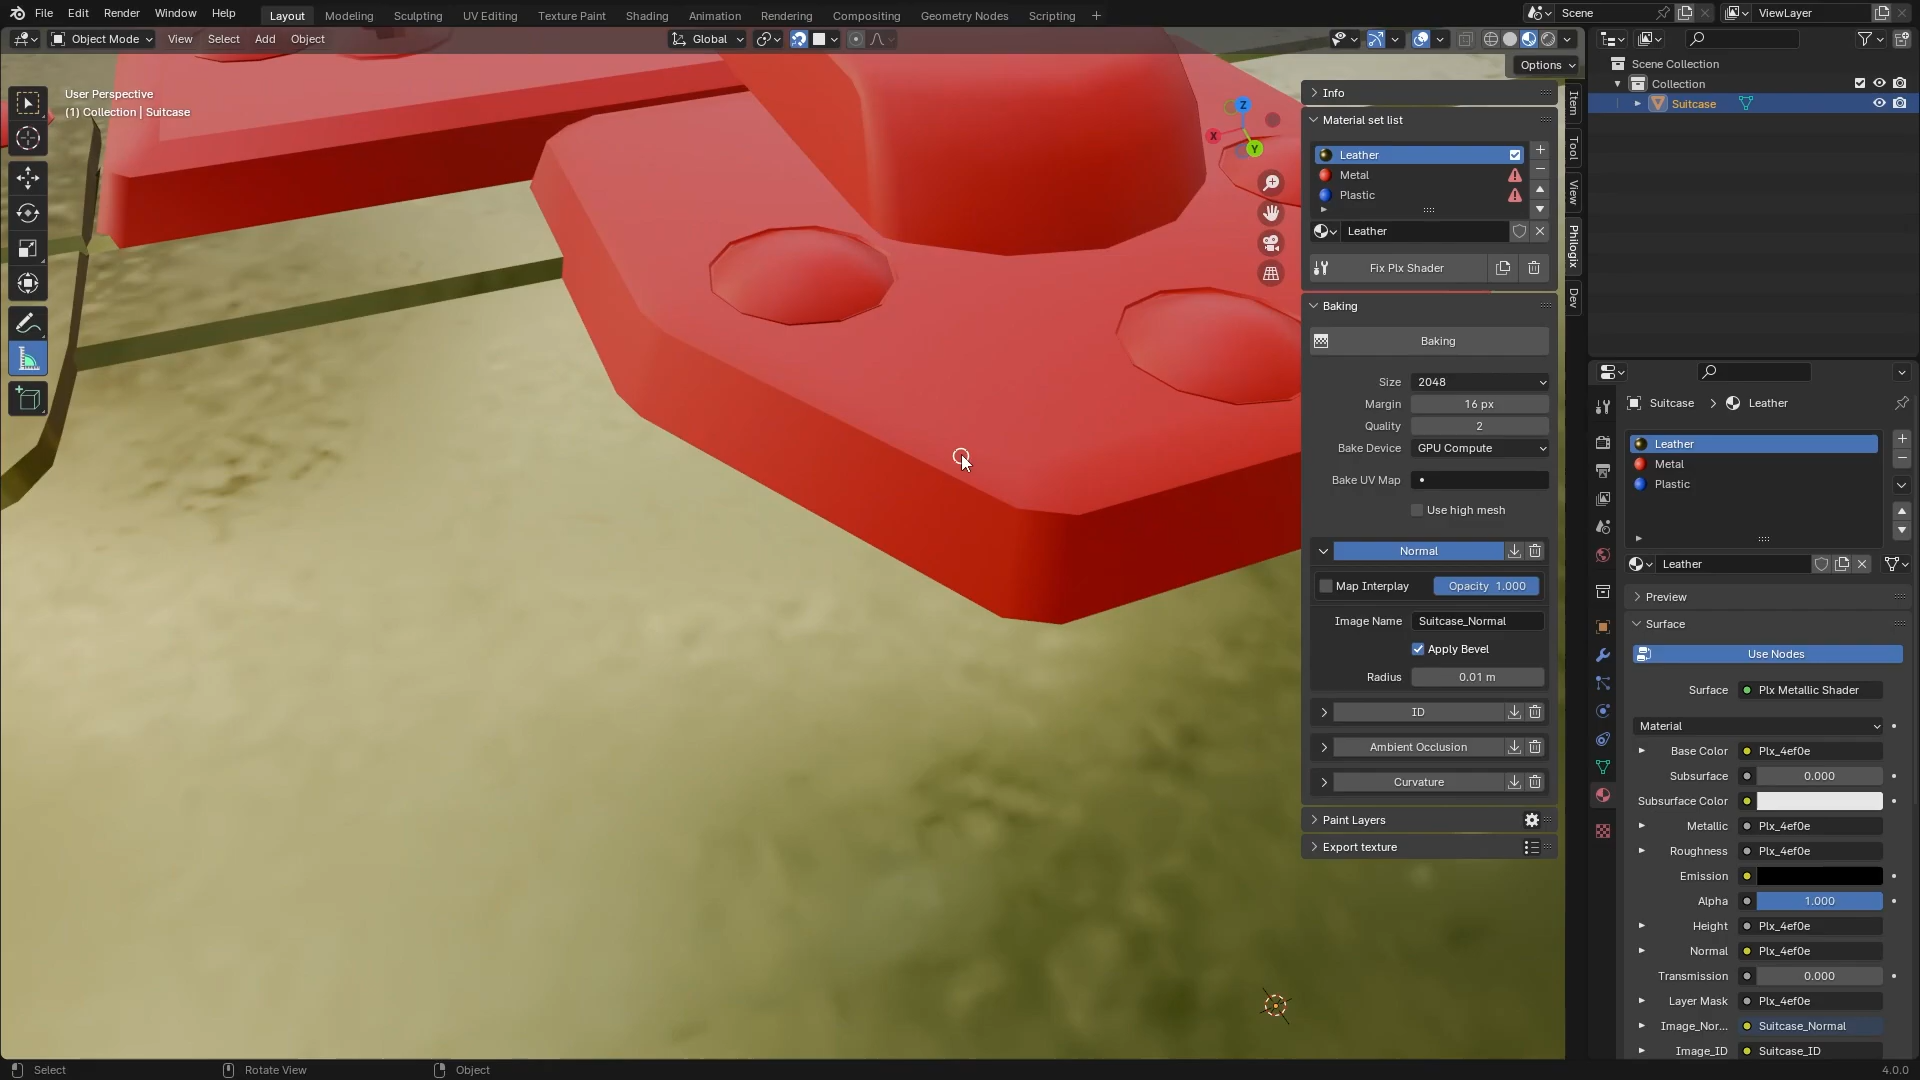 File Edit Render Window Help Layout Modeling Sculpting UV Editing Texture Paint Shading Animation Rendering Compositing Geometry Nodes Scripting +
Scene ViewLayer
Object Mode View Select Add Object Global
Options
User Perspective
(1) Collection | Suitcase
Z
X
Y
Item
Tool
View
Philogix
Dev
Info
Material set list
Leather
Metal
Plastic
Leather
Fix Plx Shader
Baking
Baking
Size 2048
Margin 16 px
Quality 2
Bake Device GPU Compute
Bake UV Map
Use high mesh
Normal
Map Interplay Opacity 1.000
Image Name Suitcase_Normal
Apply Bevel
Radius 0.01 m
ID
Ambient Occlusion
Curvature
Paint Layers
Export texture
Scene Collection
Collection
Suitcase
Suitcase > Leather
Leather
Metal
Plastic
Leather
Preview
Surface
Use Nodes
Surface Plx Metallic Shader
Material
Base Color Plx_4ef0e
Subsurface 0.000
Subsurface Color
Metallic Plx_4ef0e
Roughness Plx_4ef0e
Emission
Alpha 1.000
Height Plx_4ef0e
Normal Plx_4ef0e
Transmission 0.000
Layer Mask Plx_4ef0e
Image_Nor... Suitcase_Normal
Image_ID Suitcase_ID
Select Rotate View Object 4.0.0